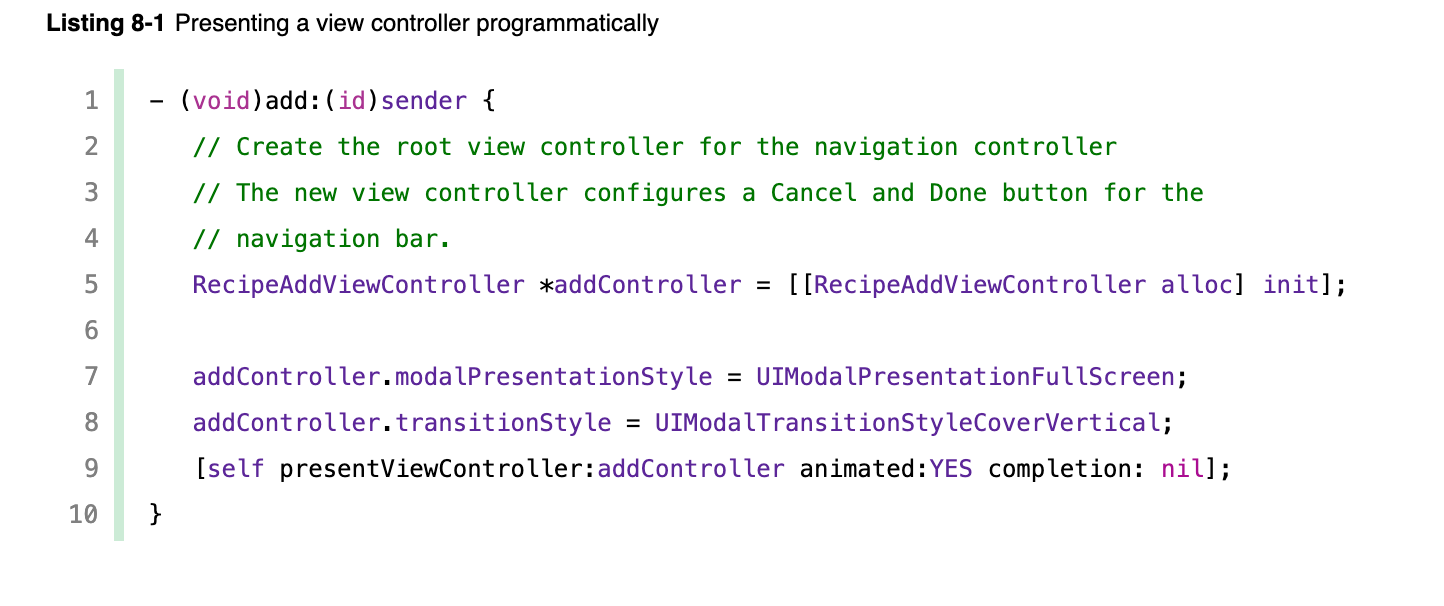 Listing 8-1 Presenting a view controller programmatically
1 - (void)add:(id)sender {
2 // Create the root view controller for the navigation controller
3 // The new view controller configures a Cancel and Done button for the
4 // navigation bar.
5 RecipeAddViewController *addController = [[RecipeAddViewController alloc] init];
6
7 addController.modalPresentationStyle = UIModalPresentationFullScreen;
8 addController.transitionStyle = UIModalTransitionStyleCoverVertical;
9 [self presentViewController:addController animated:YES completion: nil];
10 }